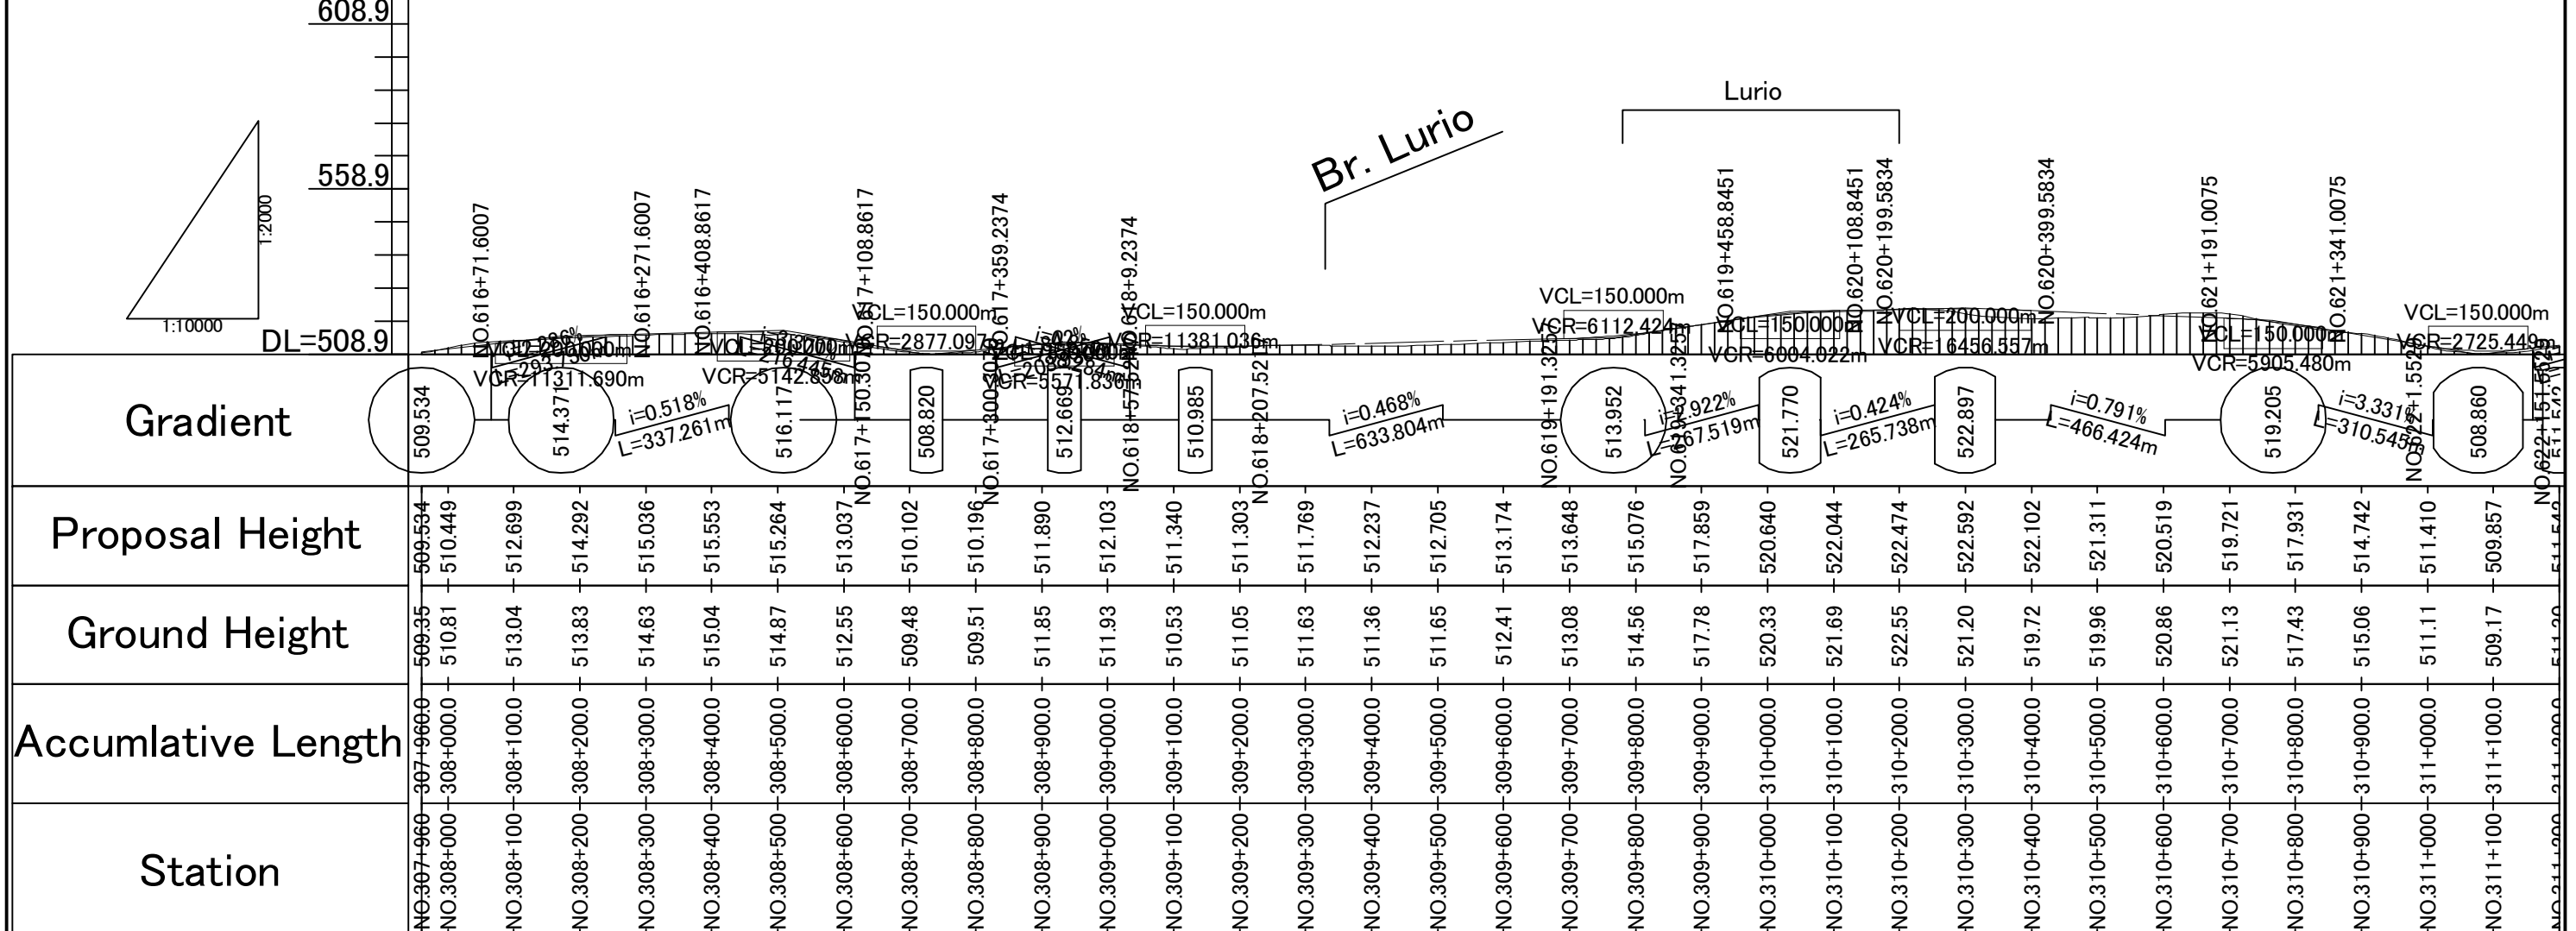 608.9
558.9
DL=508.9
1:2000
1:10000
Br. Lurio
Lurio
NO.616+71.6007
NO.616+271.6007
NO.616+408.8617
NO.617+108.8617
NO.617+359.2374
NO.618+9.2374
NO.619+458.8451
NO.620+108.8451
NO.620+199.5834
NO.620+399.5834
NO.621+191.0075
NO.621+341.0075
VCR=11311.690m
VCR=5142.858m
VCL=150.000m
VCR=2877.097
VCR=5571.836m
VCL=150.000m
VCR=11381.036m
VCL=150.000m
VCR=6112.424m
VCL=150.000m
VCR=6004.022m
VCL=200.000m
VCR=16456.557m
VCL=150.000m
VCR=5905.480m
VCL=150.000m
VCR=2725.449
NO.618+207.521
NO.619+191.325
Gradient
509.534
514.371
i=0.518%
L=337.261m
516.117
508.820
512.669
510.985
i=0.468%
L=633.804m
513.952
L=267.519m
521.770
i=0.424%
L=265.738m
522.897
i=0.791%
L=466.424m
519.205
i=3.331%
L=310.545m
508.860
Proposal Height
509.534 510.449 512.699 514.292 515.036 515.553 515.264 513.037 510.102 510.196 511.890 512.103 511.340 511.303 511.769 512.237 512.705 513.174 513.648 515.076 517.859 520.640 522.044 522.474 522.592 522.102 521.311 520.519 519.721 517.931 514.742 511.410 509.857
Ground Height
509.35 510.81 513.04 513.83 514.63 515.04 514.87 512.55 509.48 509.51 511.85 511.93 510.53 511.05 511.63 511.36 511.65 512.41 513.08 514.56 517.78 520.33 521.69 522.55 521.20 519.72 519.96 520.86 521.13 517.43 515.06 511.11 509.17
Accumlative Length
307+960.0 308+000.0 308+100.0 308+200.0 308+300.0 308+400.0 308+500.0 308+600.0 308+700.0 308+800.0 308+900.0 309+000.0 309+100.0 309+200.0 309+300.0 309+400.0 309+500.0 309+600.0 309+700.0 309+800.0 309+900.0 310+000.0 310+100.0 310+200.0 310+300.0 310+400.0 310+500.0 310+600.0 310+700.0 310+800.0 310+900.0 311+000.0 311+100.0
Station
NO.307+960 NO.308+000 NO.308+100 NO.308+200 NO.308+300 NO.308+400 NO.308+500 NO.308+600 NO.308+700 NO.308+800 NO.308+900 NO.309+000 NO.309+100 NO.309+200 NO.309+300 NO.309+400 NO.309+500 NO.309+600 NO.309+700 NO.309+800 NO.309+900 NO.310+000 NO.310+100 NO.310+200 NO.310+300 NO.310+400 NO.310+500 NO.310+600 NO.310+700 NO.310+800 NO.310+900 NO.311+000 NO.311+100